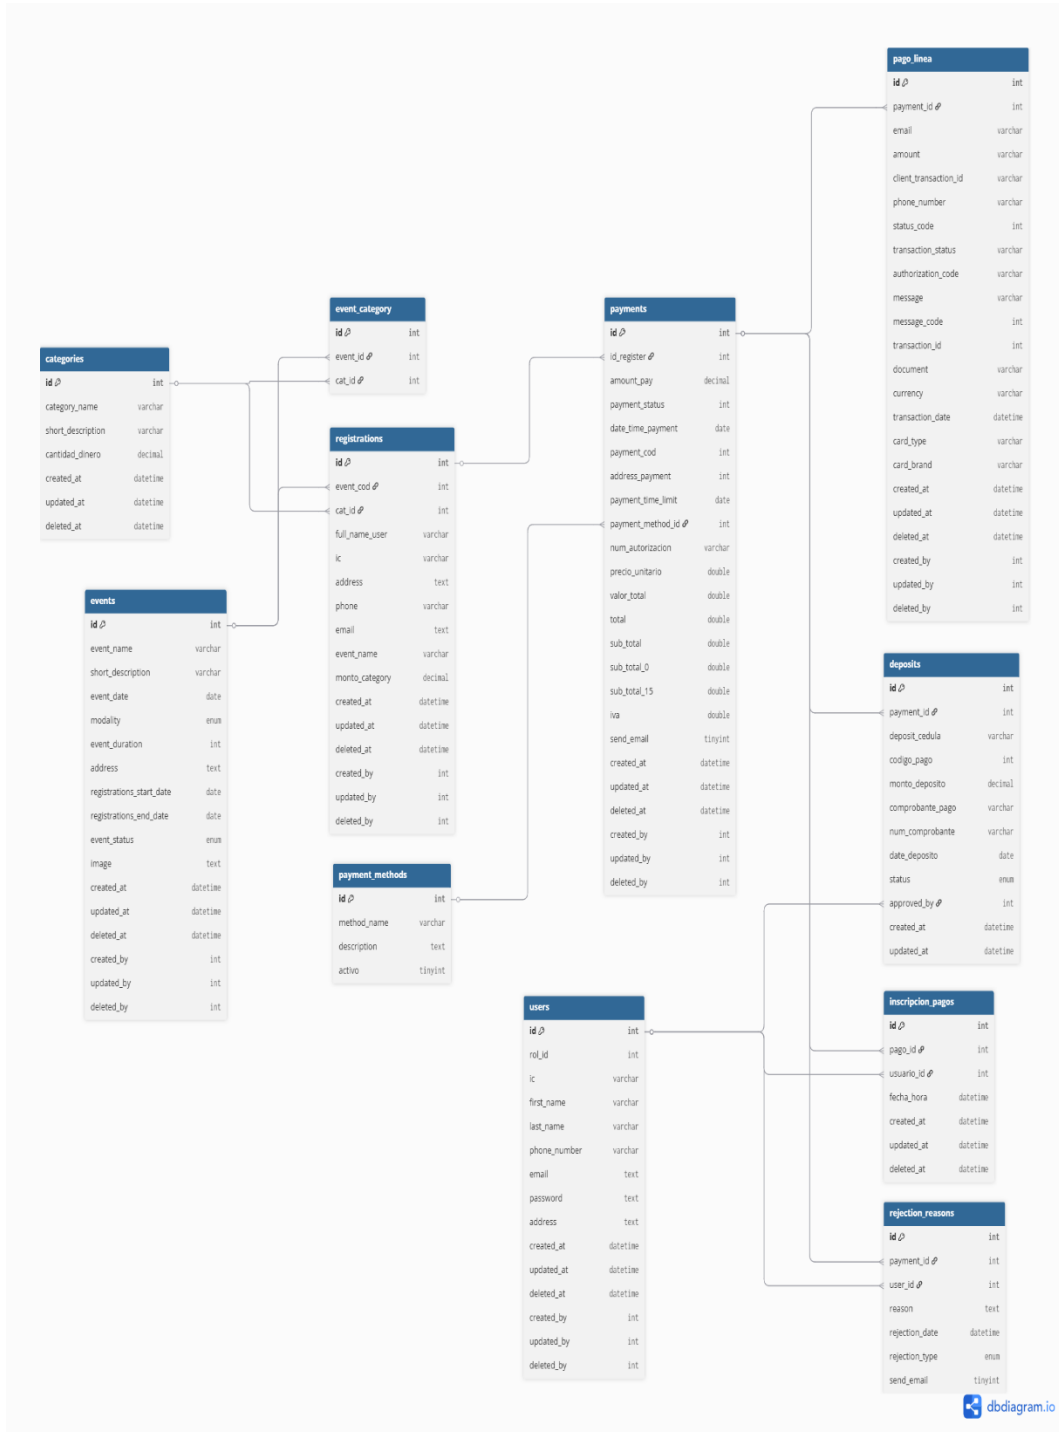 pago_linea
id int
payment_id int
email varchar
amount varchar
client_transaction_id varchar
phone_number varchar
status_code int
transaction_status varchar
authorization_code varchar
message varchar
message_code int
transaction_id int
document varchar
currency varchar
transaction_date datetime
card_type varchar
card_brand varchar
created_at datetime
updated_at datetime
deleted_at datetime
created_by int
updated_by int
deleted_by int
event_category
id int
event_id int
cat_id int
categories
id int
category_name varchar
short_description varchar
cantidad_dinero decimal
created_at datetime
updated_at datetime
deleted_at datetime
registrations
id int
event_cod int
cat_id int
full_name_user varchar
ic varchar
address text
phone varchar
email text
event_name varchar
monto_category decimal
created_at datetime
updated_at datetime
deleted_at datetime
created_by int
updated_by int
deleted_by int
payments
id int
id_register int
amount_pay decimal
payment_status int
date_time_payment date
payment_cod int
address_payment int
payment_time_limit date
payment_method_id int
num_autorizacion varchar
precio_unitario double
valor_total double
total double
sub_total double
sub_total_0 double
sub_total_15 double
iva double
send_email tinyint
created_at datetime
updated_at datetime
deleted_at datetime
created_by int
updated_by int
deleted_by int
events
id int
event_name varchar
short_description varchar
event_date date
modality enum
event_duration int
address text
registrations_start_date date
registrations_end_date date
event_status enum
image text
created_at datetime
updated_at datetime
deleted_at datetime
created_by int
updated_by int
deleted_by int
payment_methods
id int
method_name varchar
description text
activo tinyint
deposits
id int
payment_id int
deposit_cedula varchar
codigo_pago int
monto_deposito decimal
comprobante_pago varchar
num_comprobante varchar
date_deposito date
status enum
approved_by int
created_at datetime
updated_at datetime
users
id int
rol_id int
ic varchar
first_name varchar
last_name varchar
phone_number varchar
email text
password text
address text
created_at datetime
updated_at datetime
deleted_at datetime
created_by int
updated_by int
deleted_by int
inscripcion_pagos
id int
pago_id int
usuario_id int
fecha_hora datetime
created_at datetime
updated_at datetime
deleted_at datetime
rejection_reasons
id int
payment_id int
user_id int
reason text
rejection_date datetime
rejection_type enum
send_email tinyint
dbdiagram.io